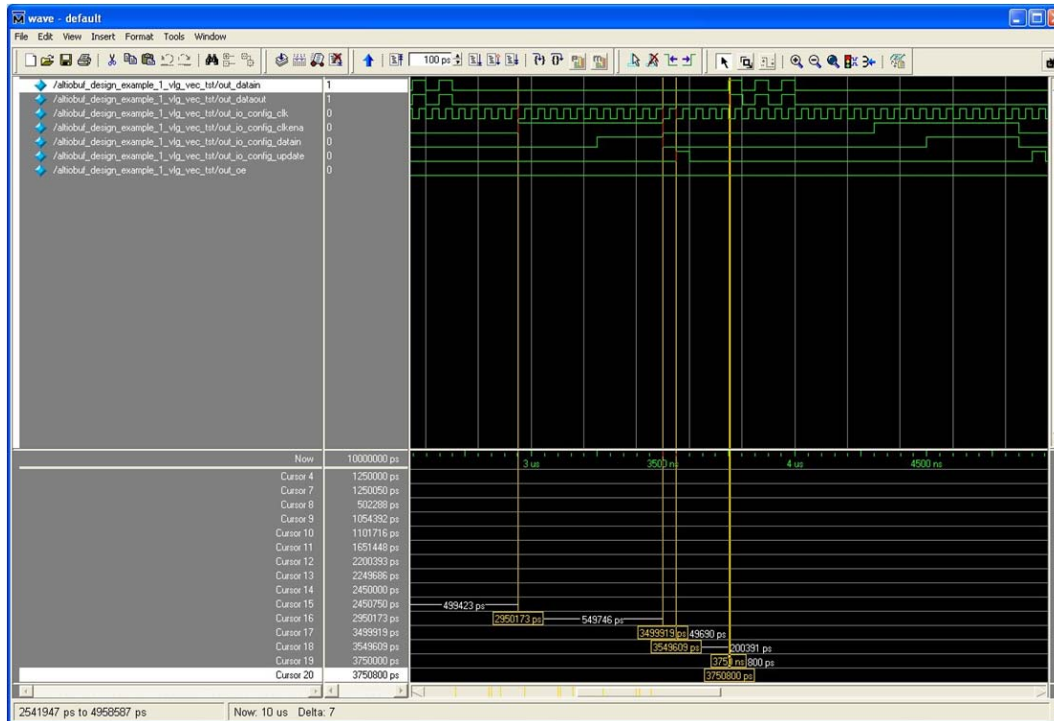 wave - default
File Edit View Insert Format Tools Window
100 ps
/altiobuf_design_example_1_vlg_vec_tst/out_datain 1
/altiobuf_design_example_1_vlg_vec_tst/out_dataout 1
/altiobuf_design_example_1_vlg_vec_tst/out_io_config_clk 0
/altiobuf_design_example_1_vlg_vec_tst/out_io_config_clkena 0
/altiobuf_design_example_1_vlg_vec_tst/out_io_config_datain 0
/altiobuf_design_example_1_vlg_vec_tst/out_io_config_update 0
/altiobuf_design_example_1_vlg_vec_tst/out_oe 0
Now 10000000 ps 3 us 3500 ns 4 us 4500 ns
Cursor 4 1250000 ps
Cursor 7 1250050 ps
Cursor 8 502288 ps
Cursor 9 1054392 ps
Cursor 10 1101716 ps
Cursor 11 1651448 ps
Cursor 12 2200393 ps
Cursor 13 2249686 ps
Cursor 14 2450000 ps
Cursor 15 2450750 ps 499423 ps
Cursor 16 2950173 ps 2950173 ps 549746 ps
Cursor 17 3499919 ps 3499919 ps 49690 ps
Cursor 18 3549609 ps 3549609 ps 200391 ps
Cursor 19 3750000 ps 3750 ns 800 ps
Cursor 20 3750800 ps 3750800 ps
2541947 ps to 4958587 ps Now: 10 us Delta: 7